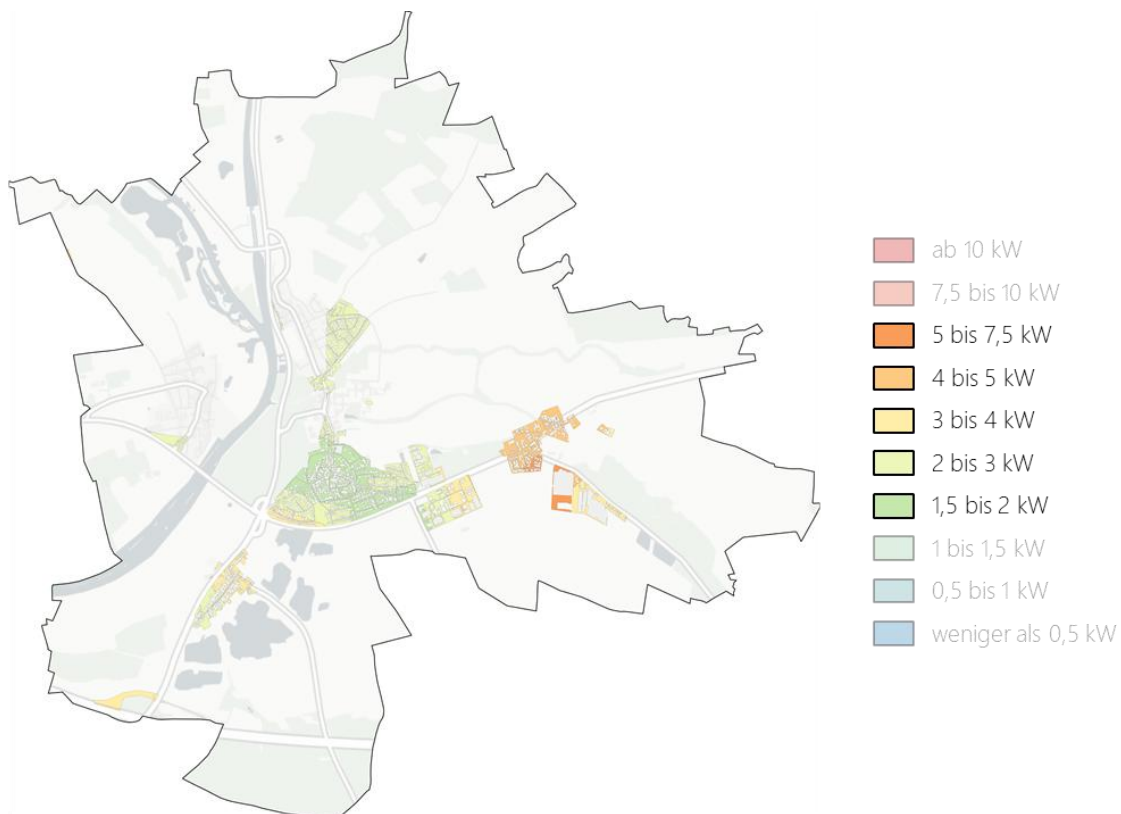 ab 10 kW
7,5 bis 10 kW
5 bis 7,5 kW
4 bis 5 kW
3 bis 4 kW
2 bis 3 kW
1,5 bis 2 kW
1 bis 1,5 kW
0,5 bis 1 kW
weniger als 0,5 kW